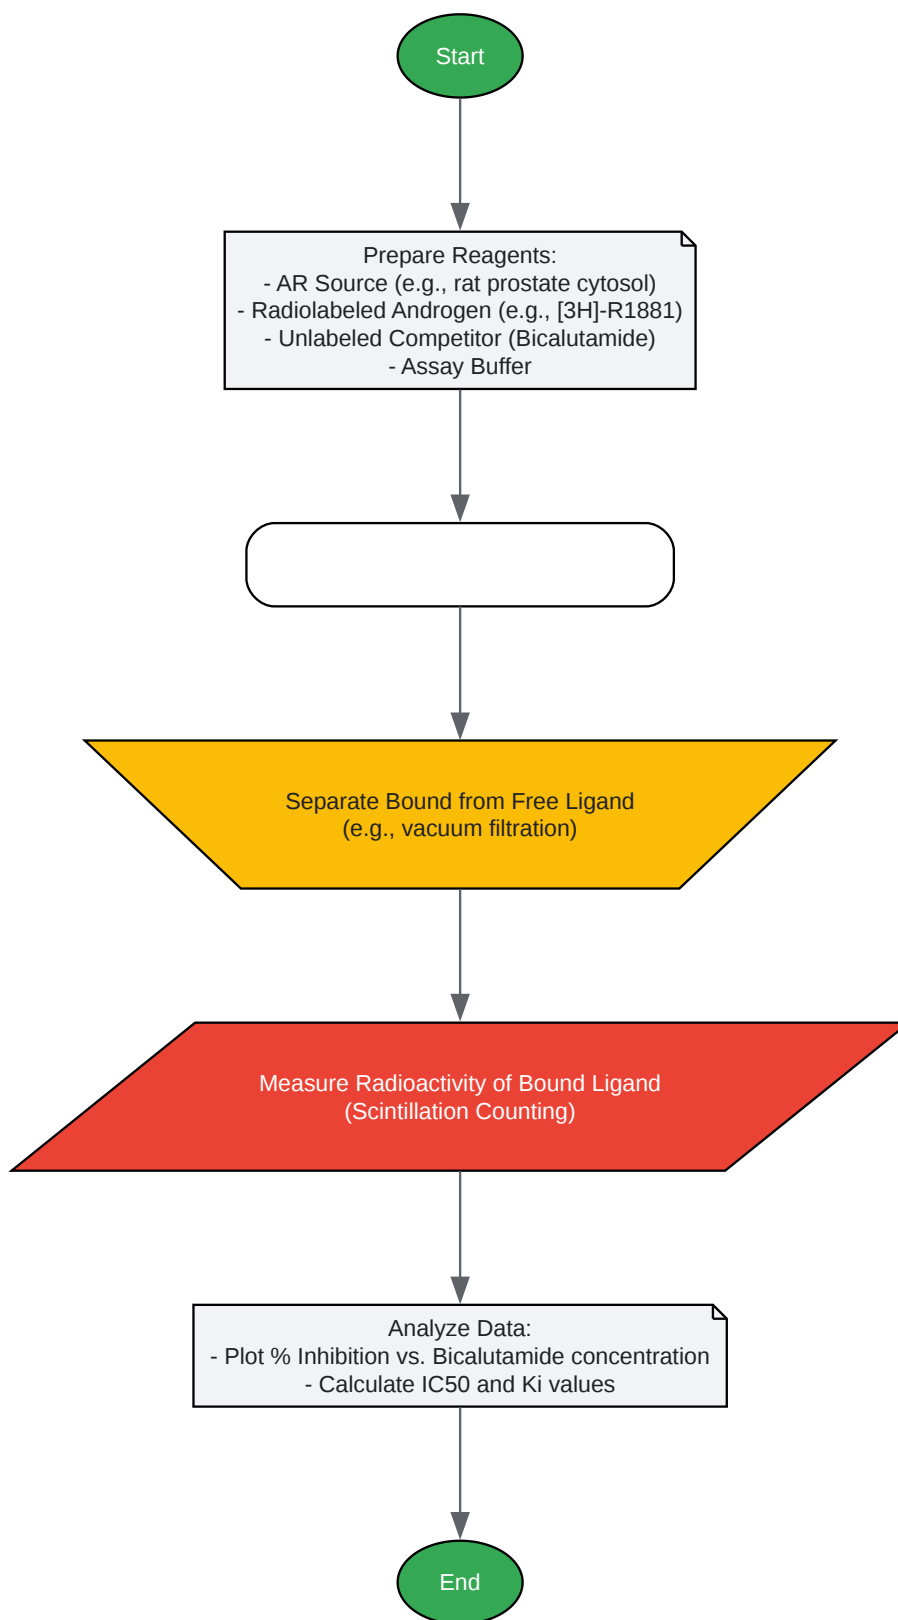 Start
Prepare Reagents:
- AR Source (e.g., rat prostate cytosol)
- Radiolabeled Androgen (e.g., [3H]-R1881)
- Unlabeled Competitor (Bicalutamide)
- Assay Buffer
Separate Bound from Free Ligand
(e.g., vacuum filtration)
Measure Radioactivity of Bound Ligand
(Scintillation Counting)
Analyze Data:
- Plot % Inhibition vs. Bicalutamide concentration
- Calculate IC50 and Ki values
End